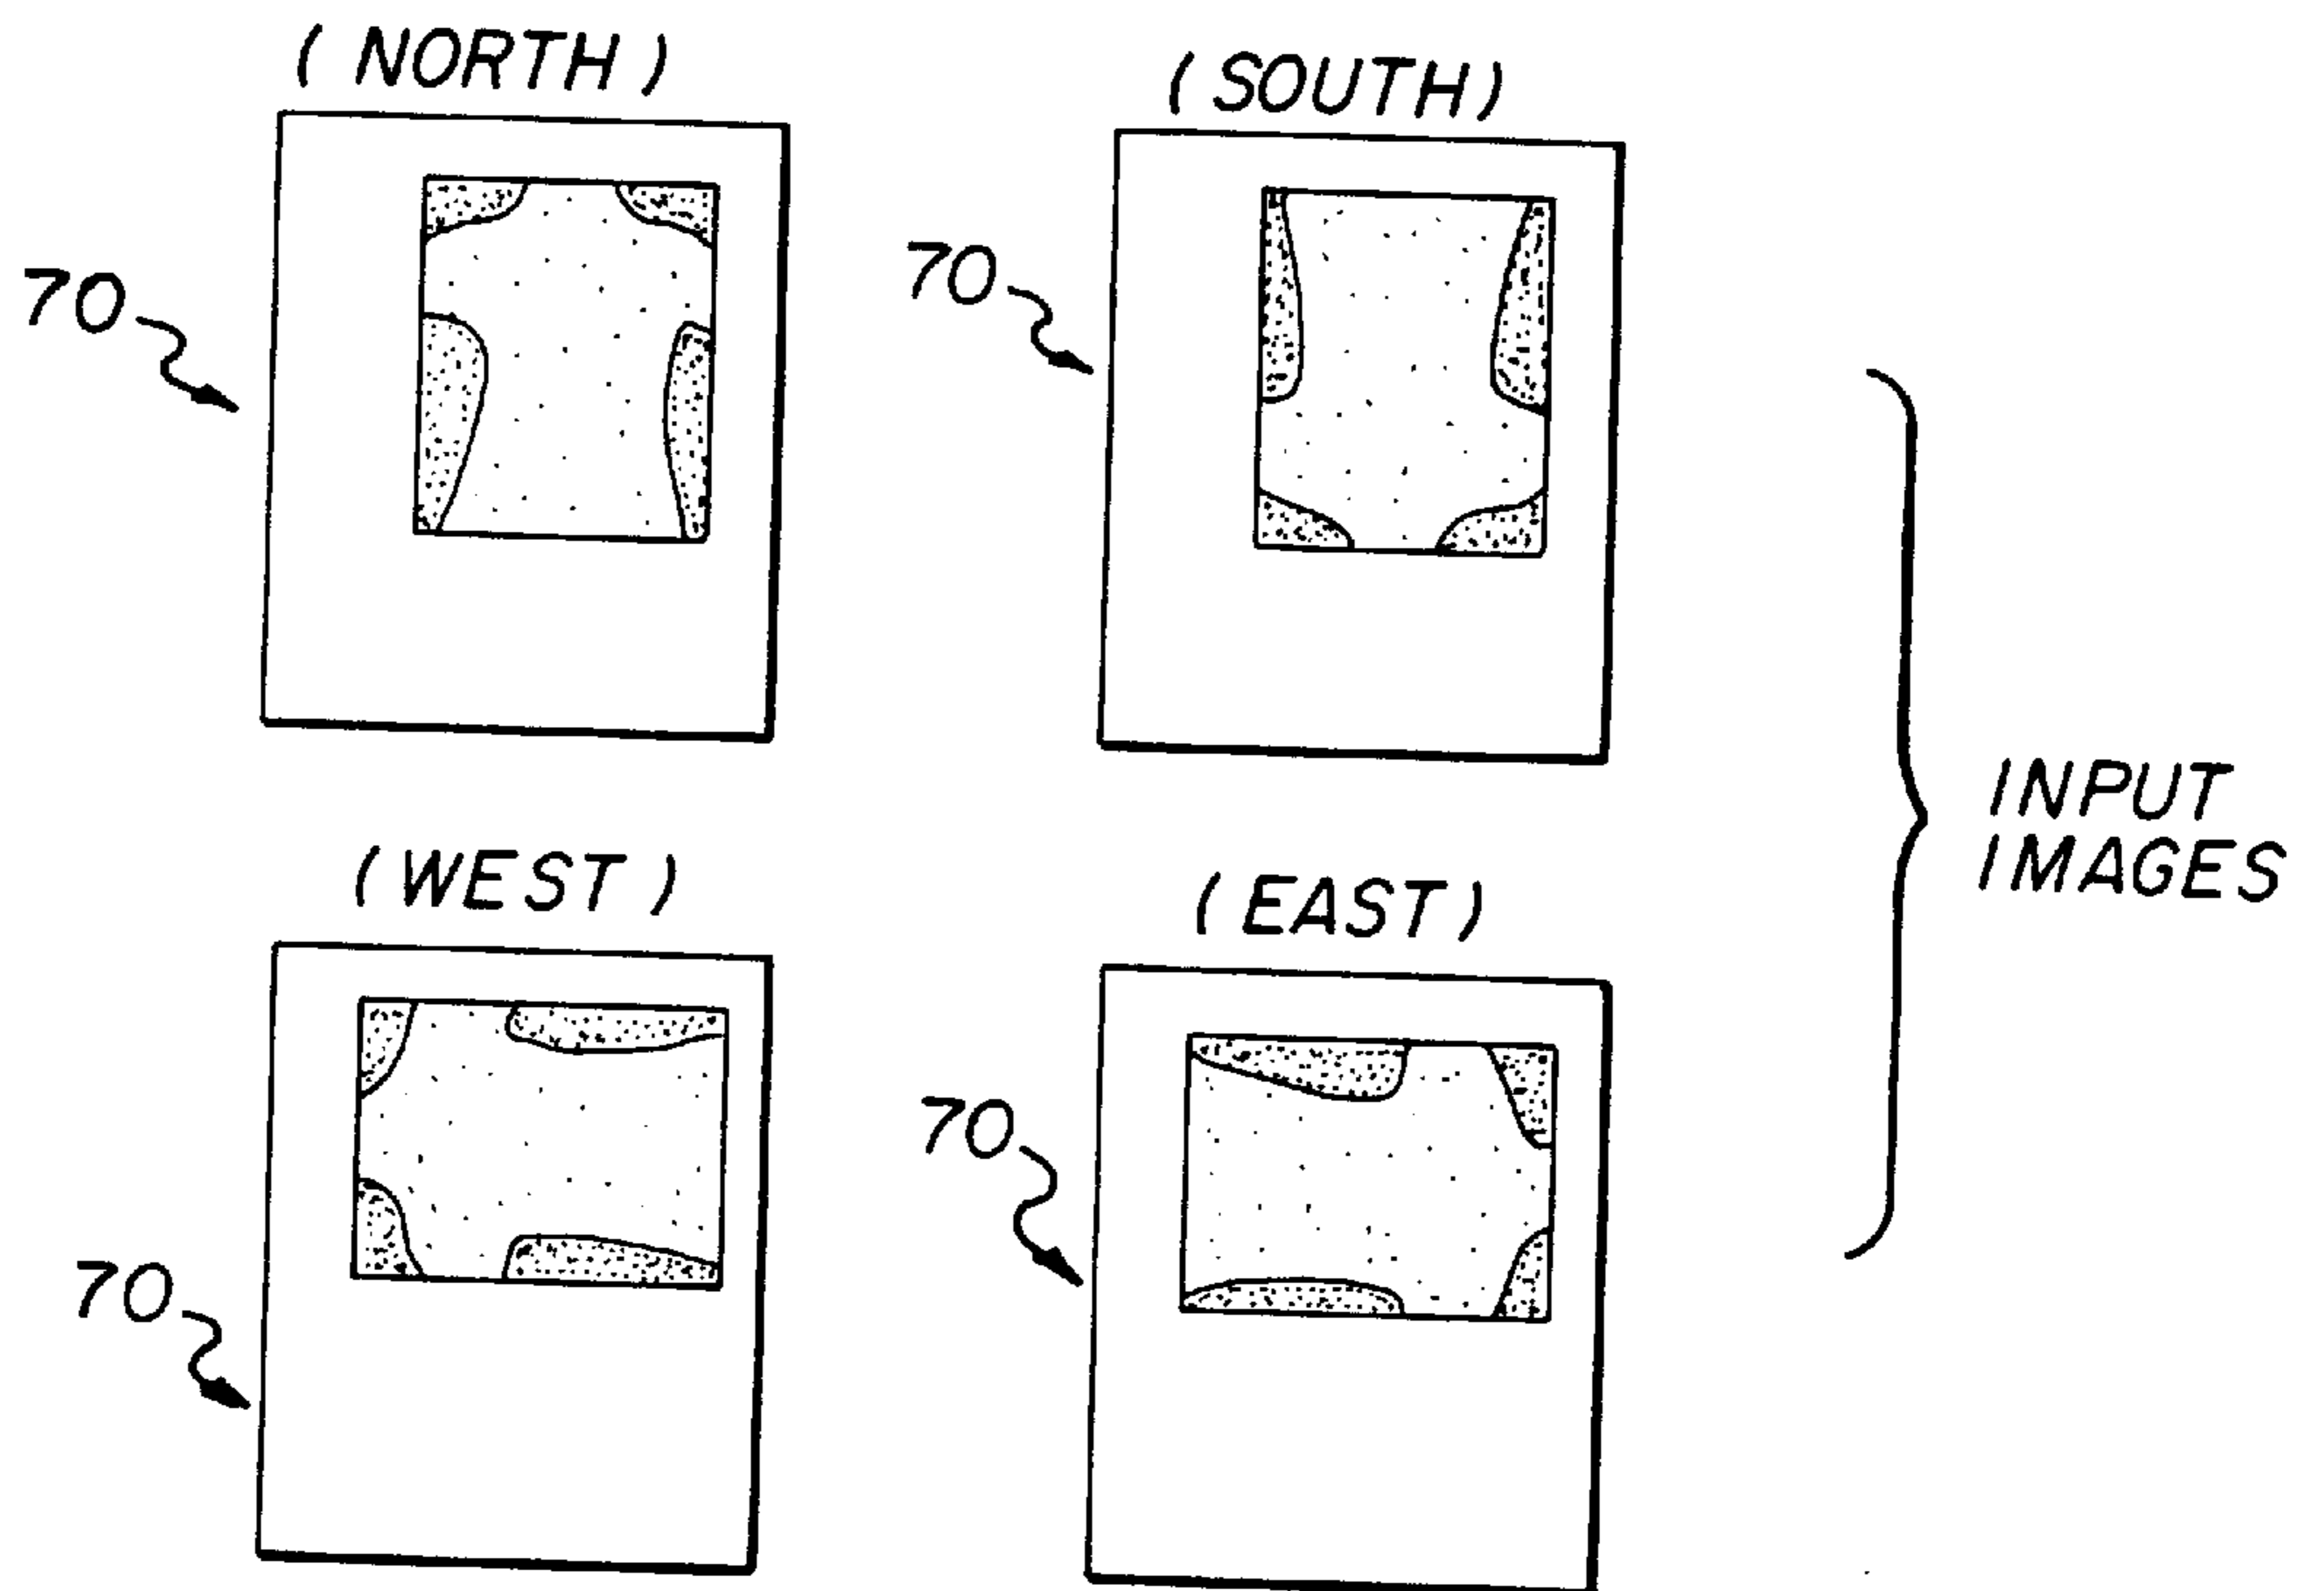 ( NORTH )
( SOUTH )
70
70
( WEST )
( EAST )
70
70
INPUT
IMAGES